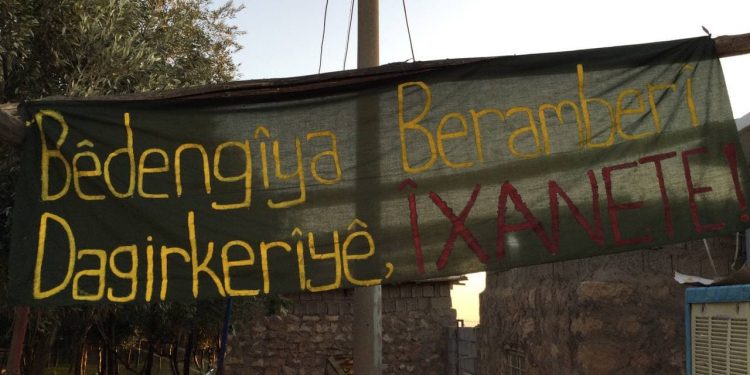 Bêdengîya Beramberî
Dagirkerîyê, ÎXANETE!